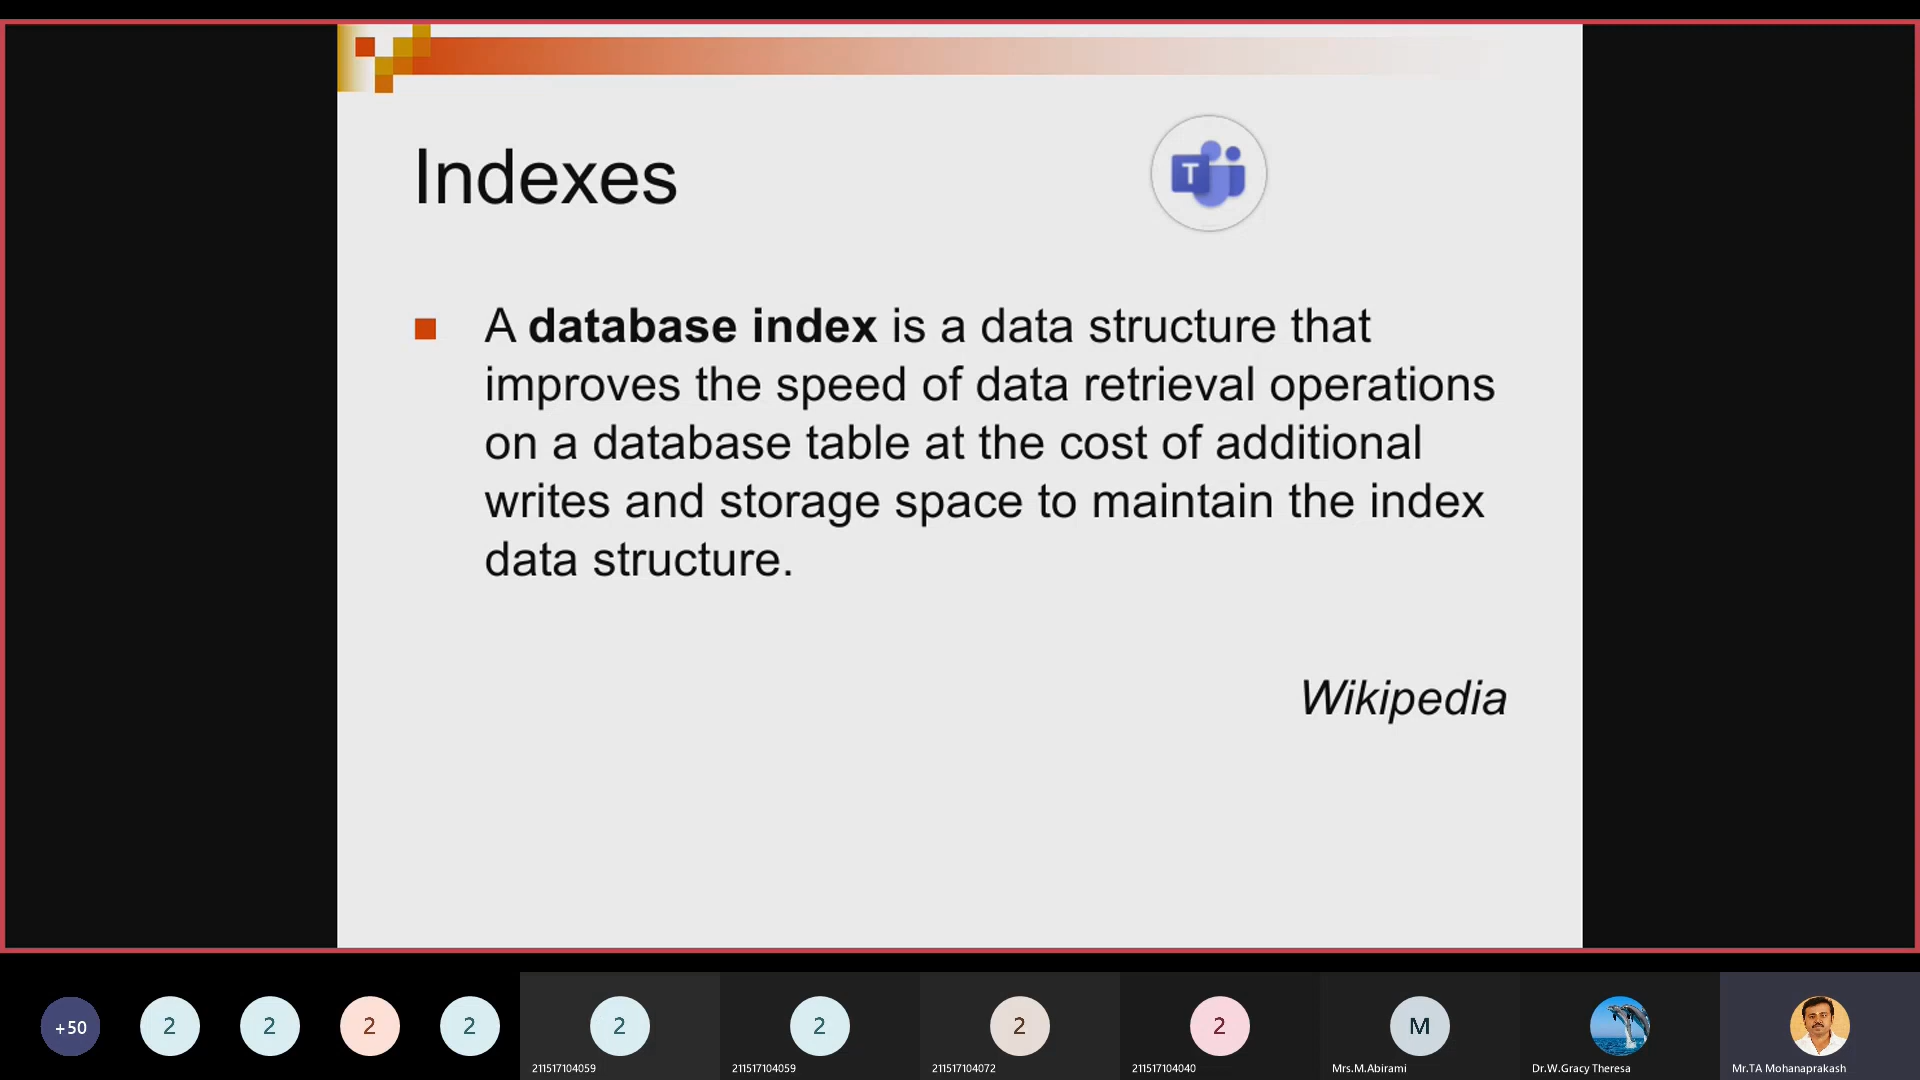 T
Indexes
A database index is a data structure that
improves the speed of data retrieval operations
on a database table at the cost of additional
writes and storage space to maintain the index
data structure.
Wikipedia
+50
2
2
2
2
2
2
2
2
M
211517104059
211517104059
211517104072
211517104040
Mrs.M.Abirami
Dr.W.Gracy Theresa
Mr.TA Mohanaprakash